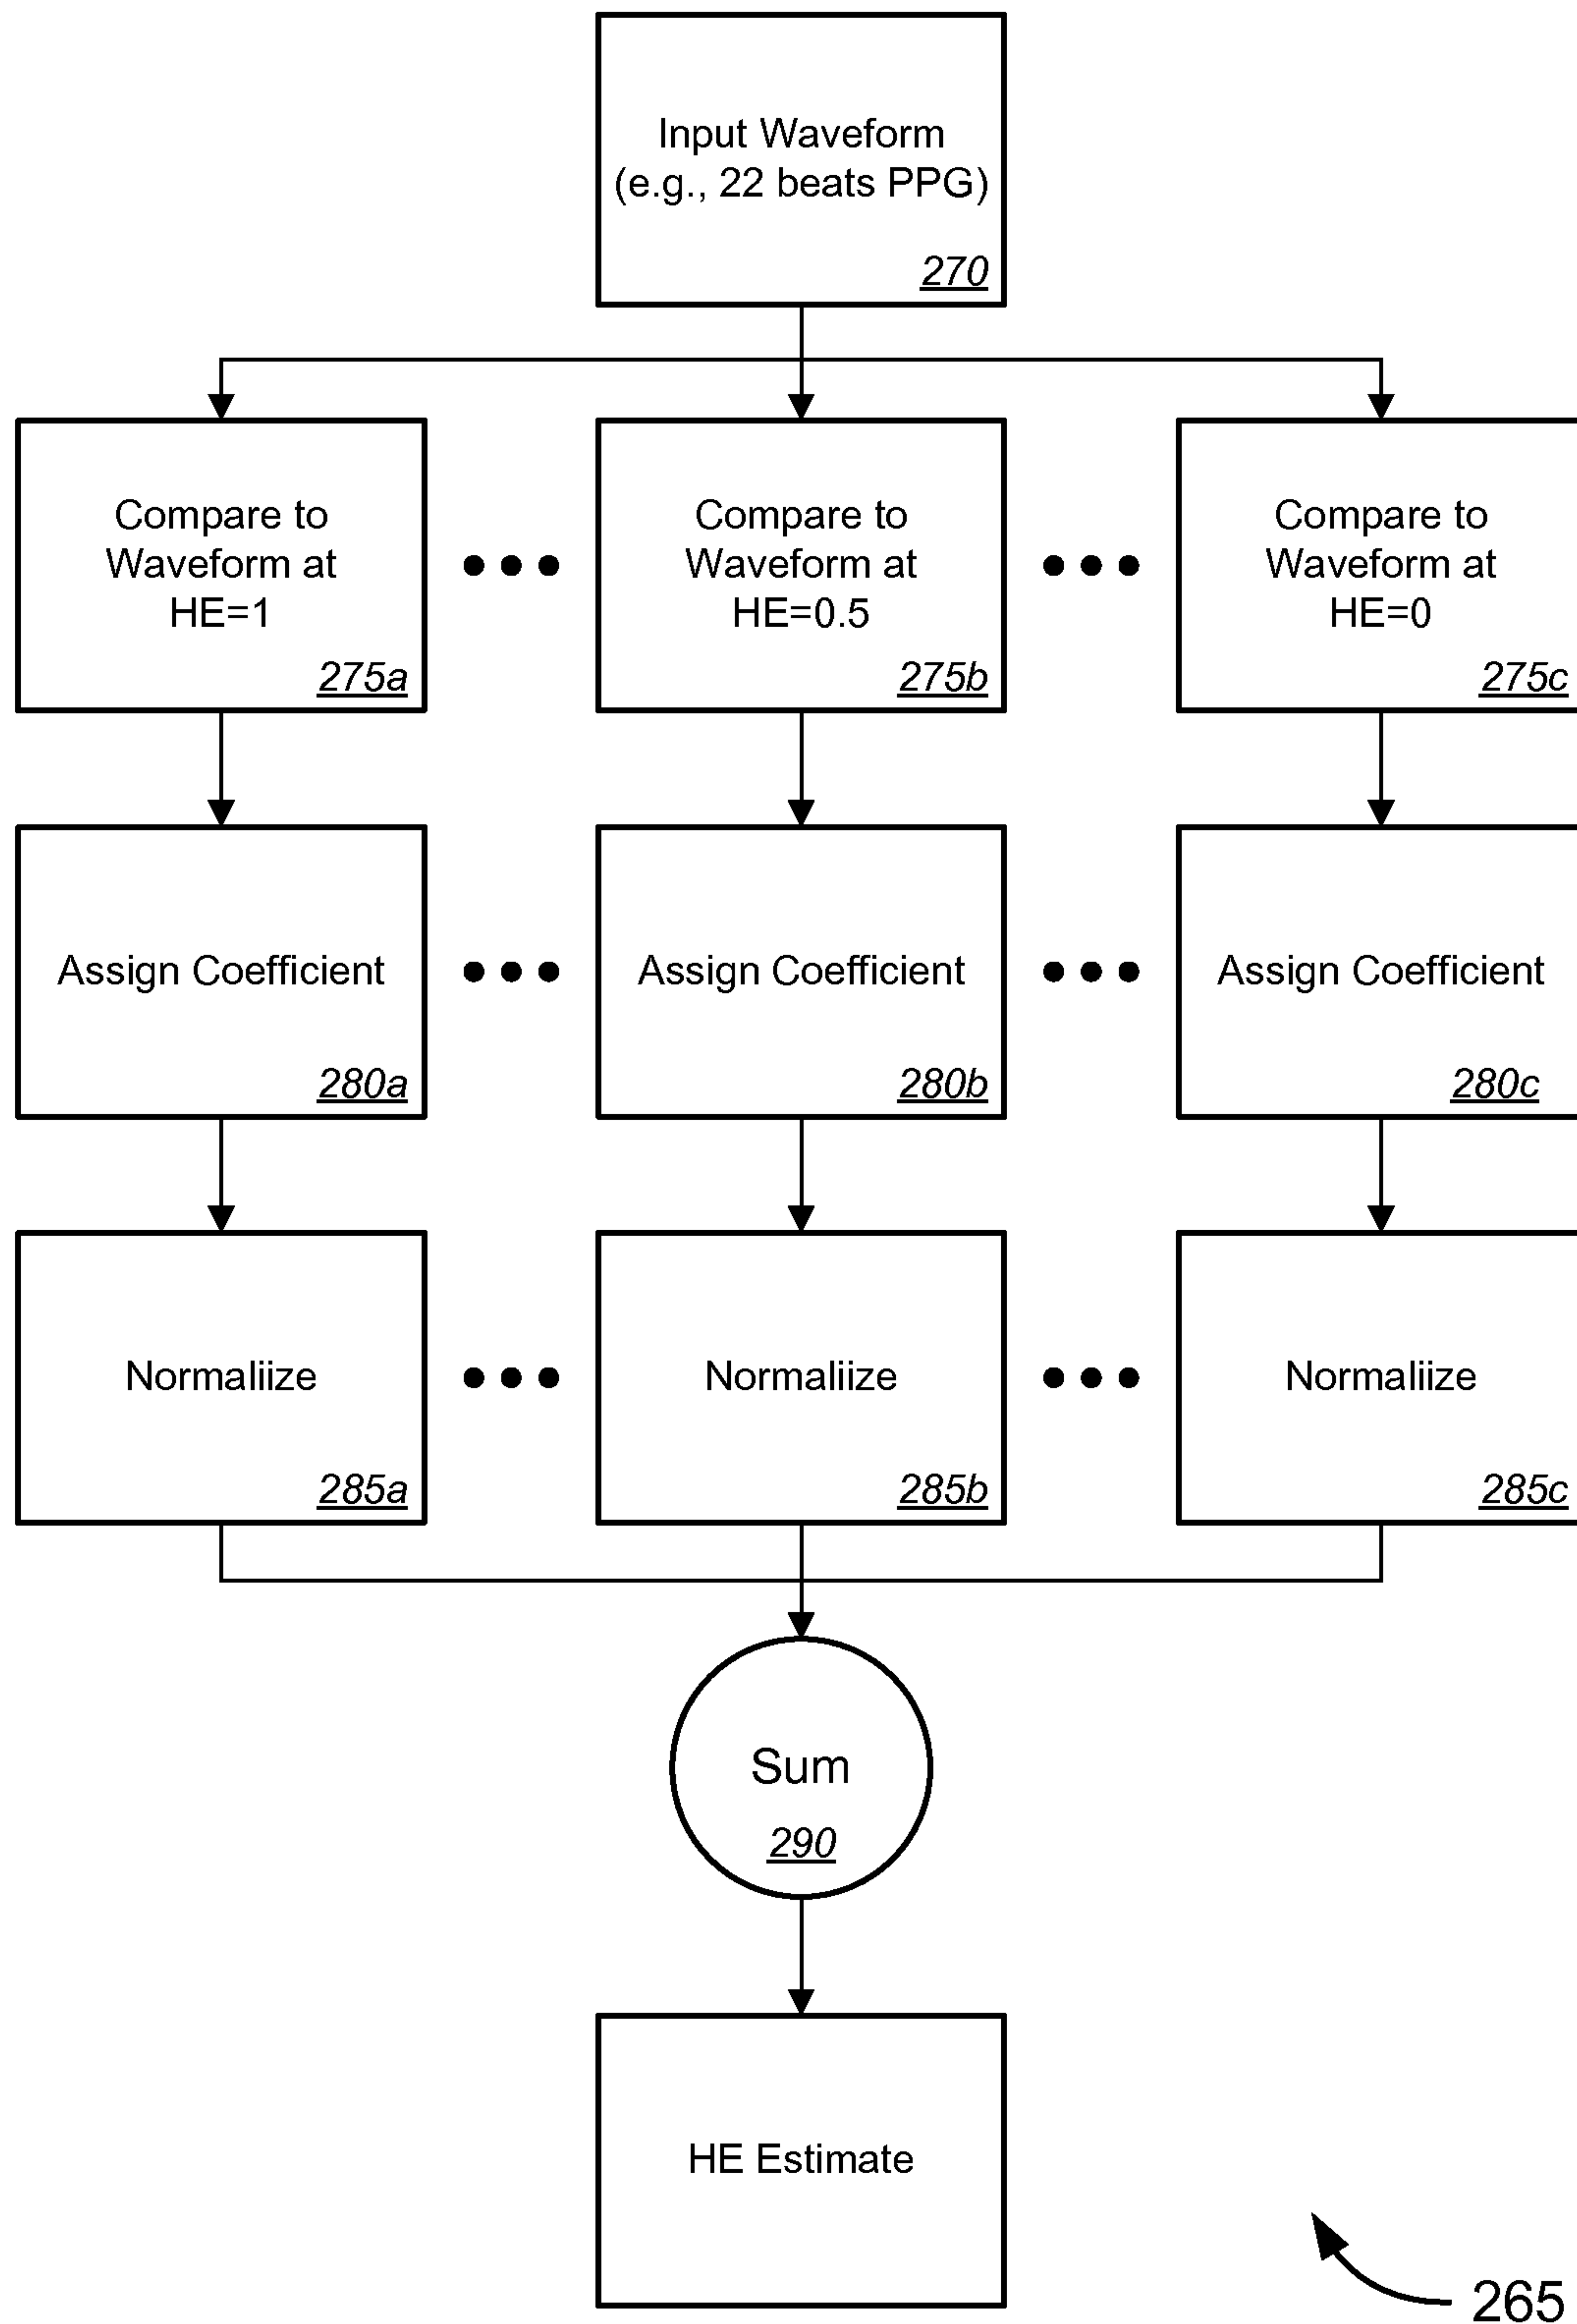 Input Waveform
(e.g., 22 beats PPG)
270
Compare to
Waveform at
HE=1
275a
Compare to
Waveform at
HE=0.5
275b
Compare to
Waveform at
HE=0
275c
Assign Coefficient
280a
Assign Coefficient
280b
Assign Coefficient
280c
Normaliize
285a
Normaliize
285b
Normaliize
285c
Sum
290
HE Estimate
265